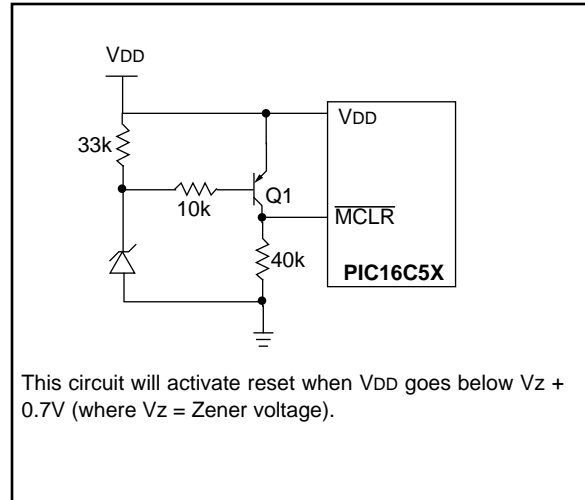 VDD
VDD
33k
Q1
10k
MCLR
40k
PIC16C5X
This circuit will activate reset when VDD goes below Vz +
0.7V (where Vz = Zener voltage).